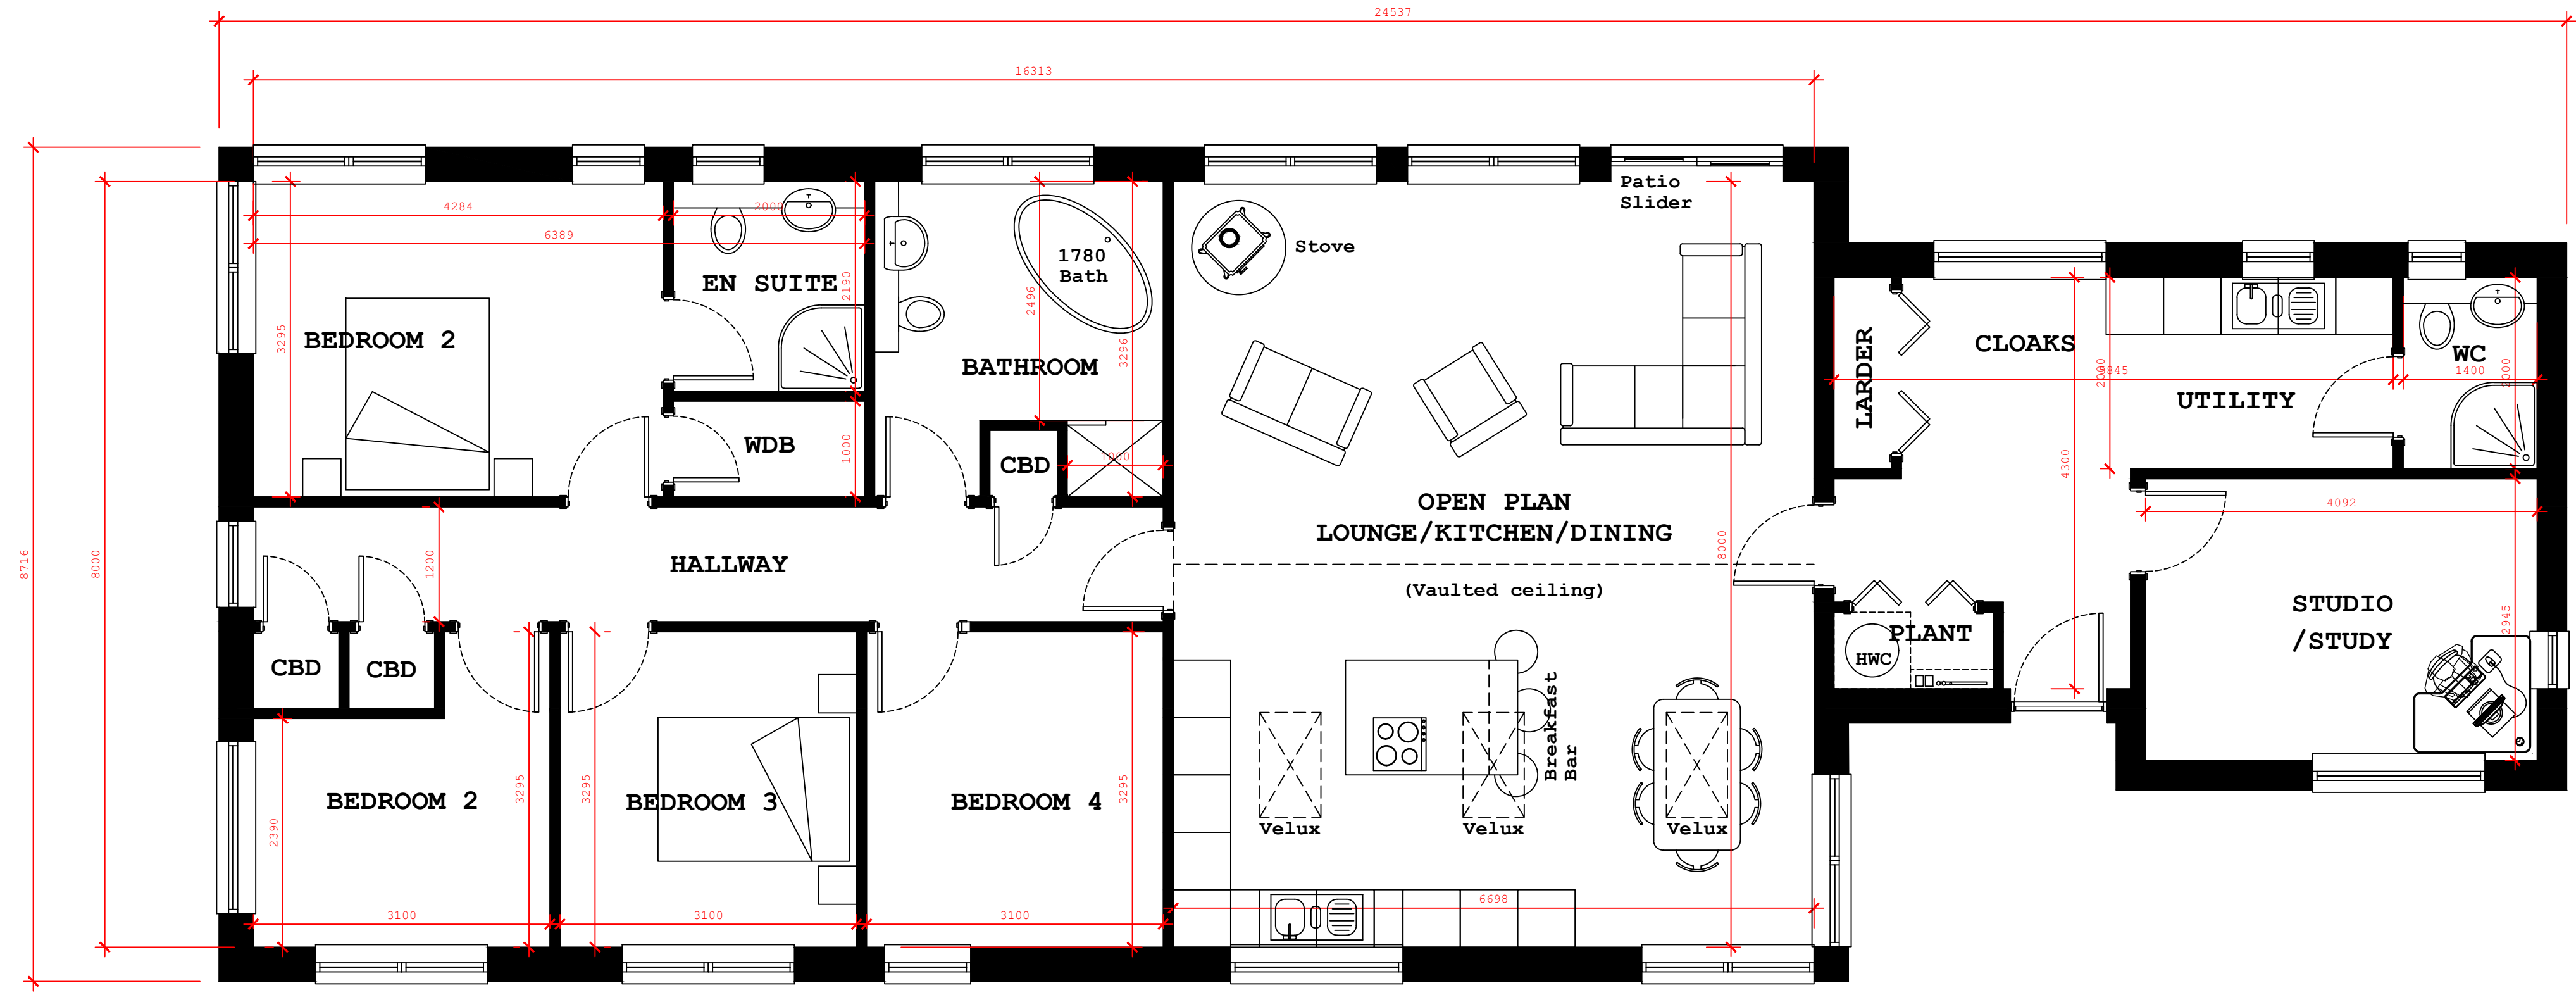 24537
16313
Patio
Slider
4284
2000
6389
Stove
1780
Bath
EN SUITE
2190
2496
3295
BEDROOM 2
3296
BATHROOM
LARDER
CLOAKS
WC
2000
5845
1400
2000
UTILITY
WDB
1000
CBD
1000
4300
OPEN PLAN
LOUNGE/KITCHEN/DINING
4092
8716
8000
1200
HALLWAY
8000
(Vaulted ceiling)
STUDIO
/STUDY
2945
PLANT
HWC
CBD
CBD
Breakfast
Bar
BEDROOM 2
3295
3295
BEDROOM 3
BEDROOM 4
3295
2390
Velux
Velux
Velux
3100
3100
3100
6698